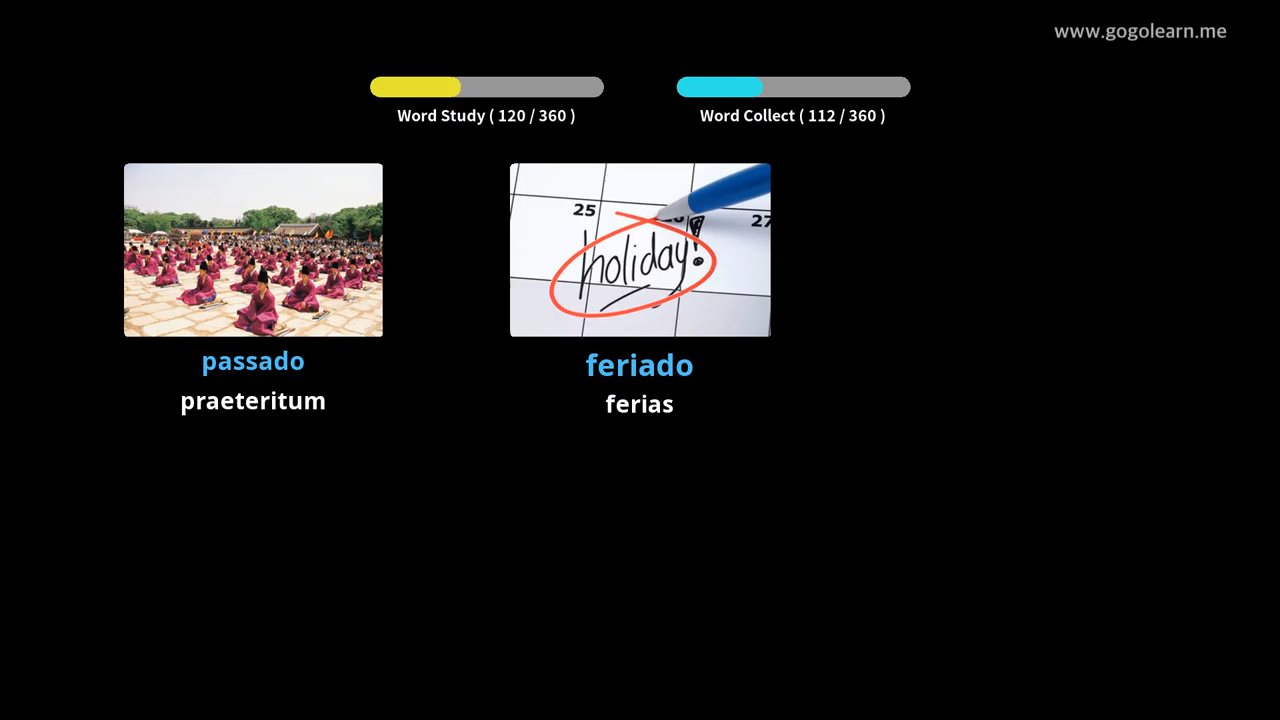 www.gogolearn.me
Word Study ( 120 / 360 )
Word Collect ( 112 / 360 )
25
27
holiday!
passado
feriado
praeteritum
ferias